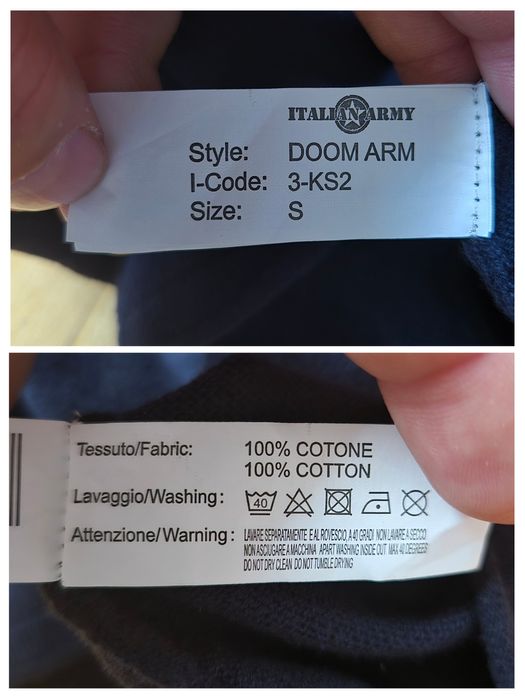 ITALIAN ARMY
Style: DOOM ARM
I-Code: 3-KS2
Size: S
Tessuto/Fabric: 100% COTONE
100% COTTON
Lavaggio/Washing: 40
Attenzione/Warning: LAVARE SEPARATAMENTE E AL ROVESCIO, A 40 GRADI NON LAVARE A SECCO
NON ASCIUGARE A MACCHINA APART WASHING INSIDE OUT MAX 40 DEGREES
DO NOT DRY CLEAN DO NOT TUMBLE DRYING